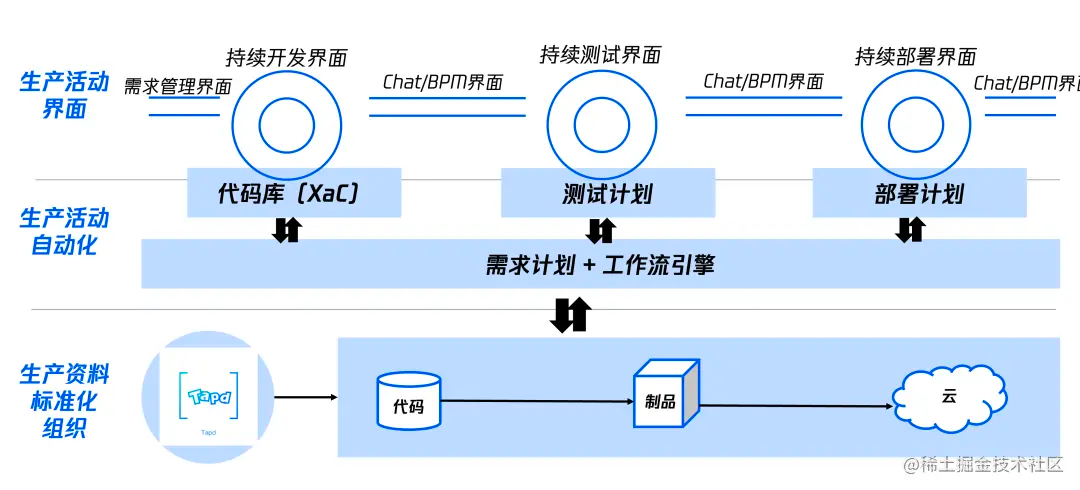 持续开发界面
持续测试界面
持续部署界面
生产活动
界面
需求管理界面
Chat/BPM界面
Chat/BPM界面
Chat/BPM界面
代码库（XaC）
测试计划
部署计划
生产活动
自动化
需求计划 + 工作流引擎
生产资料
标准化
组织
Tapd
Tapd
代码
制品
云
@稀土掘金技术社区